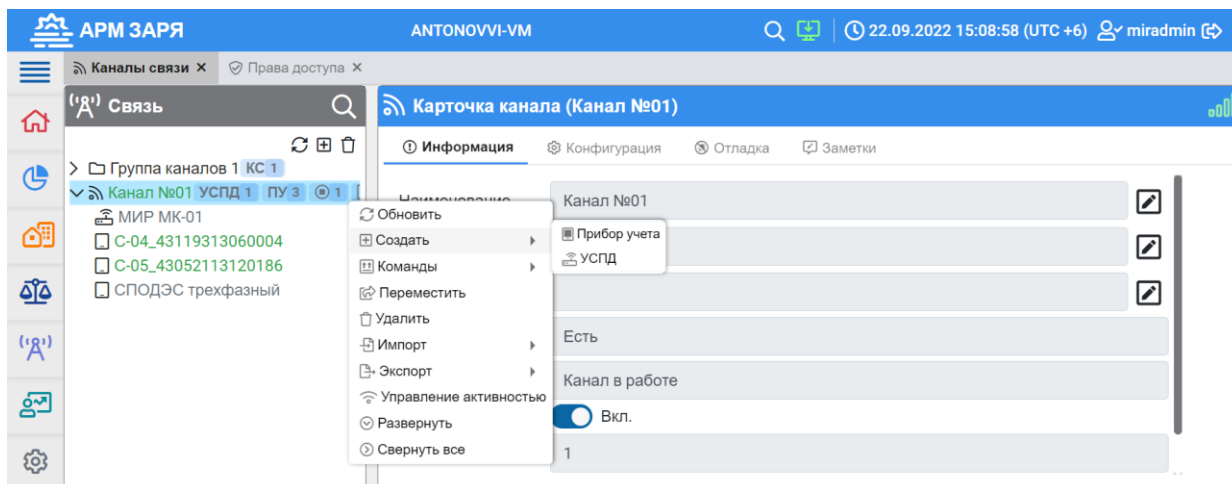 АРМ ЗАРЯ ANTONOVVI-VM 22.09.2022 15:08:58 (UTC +6) miradmin
Каналы связи × Права доступа ×
Связь Карточка канала (Канал №01)
Информация Конфигурация Отладка Заметки
Группа каналов 1 КС 1
Канал №01 УСПД 1 ПУ 3 1
МИР МК-01
С-04_43119313060004
С-05_43052113120186
СПОДЭС трехфазный
Обновить
Создать
Команды
Переместить
Удалить
Импорт
Экспорт
Управление активностью
Развернуть
Свернуть все
Прибор учета
УСПД
Наименование Канал №01
Есть
Канал в работе
Вкл.
1